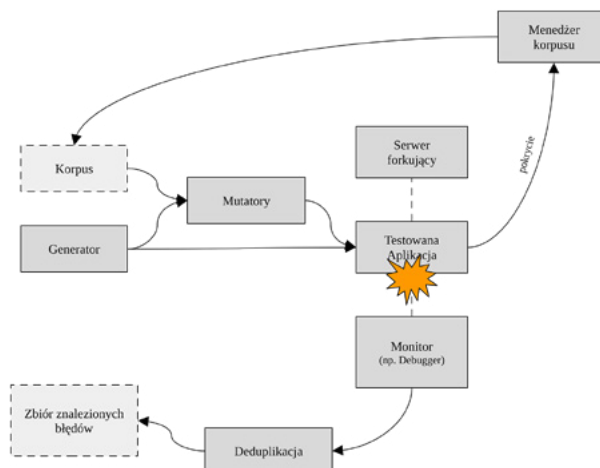 Menedżer
korpusu
Serwer
forkujący
pokrycie
Korpus
Mutatory
Generator
Testowana
Aplikacja
Monitor
(np. Debugger)
Zbiór znalezionych
błędów
Deduplikacja